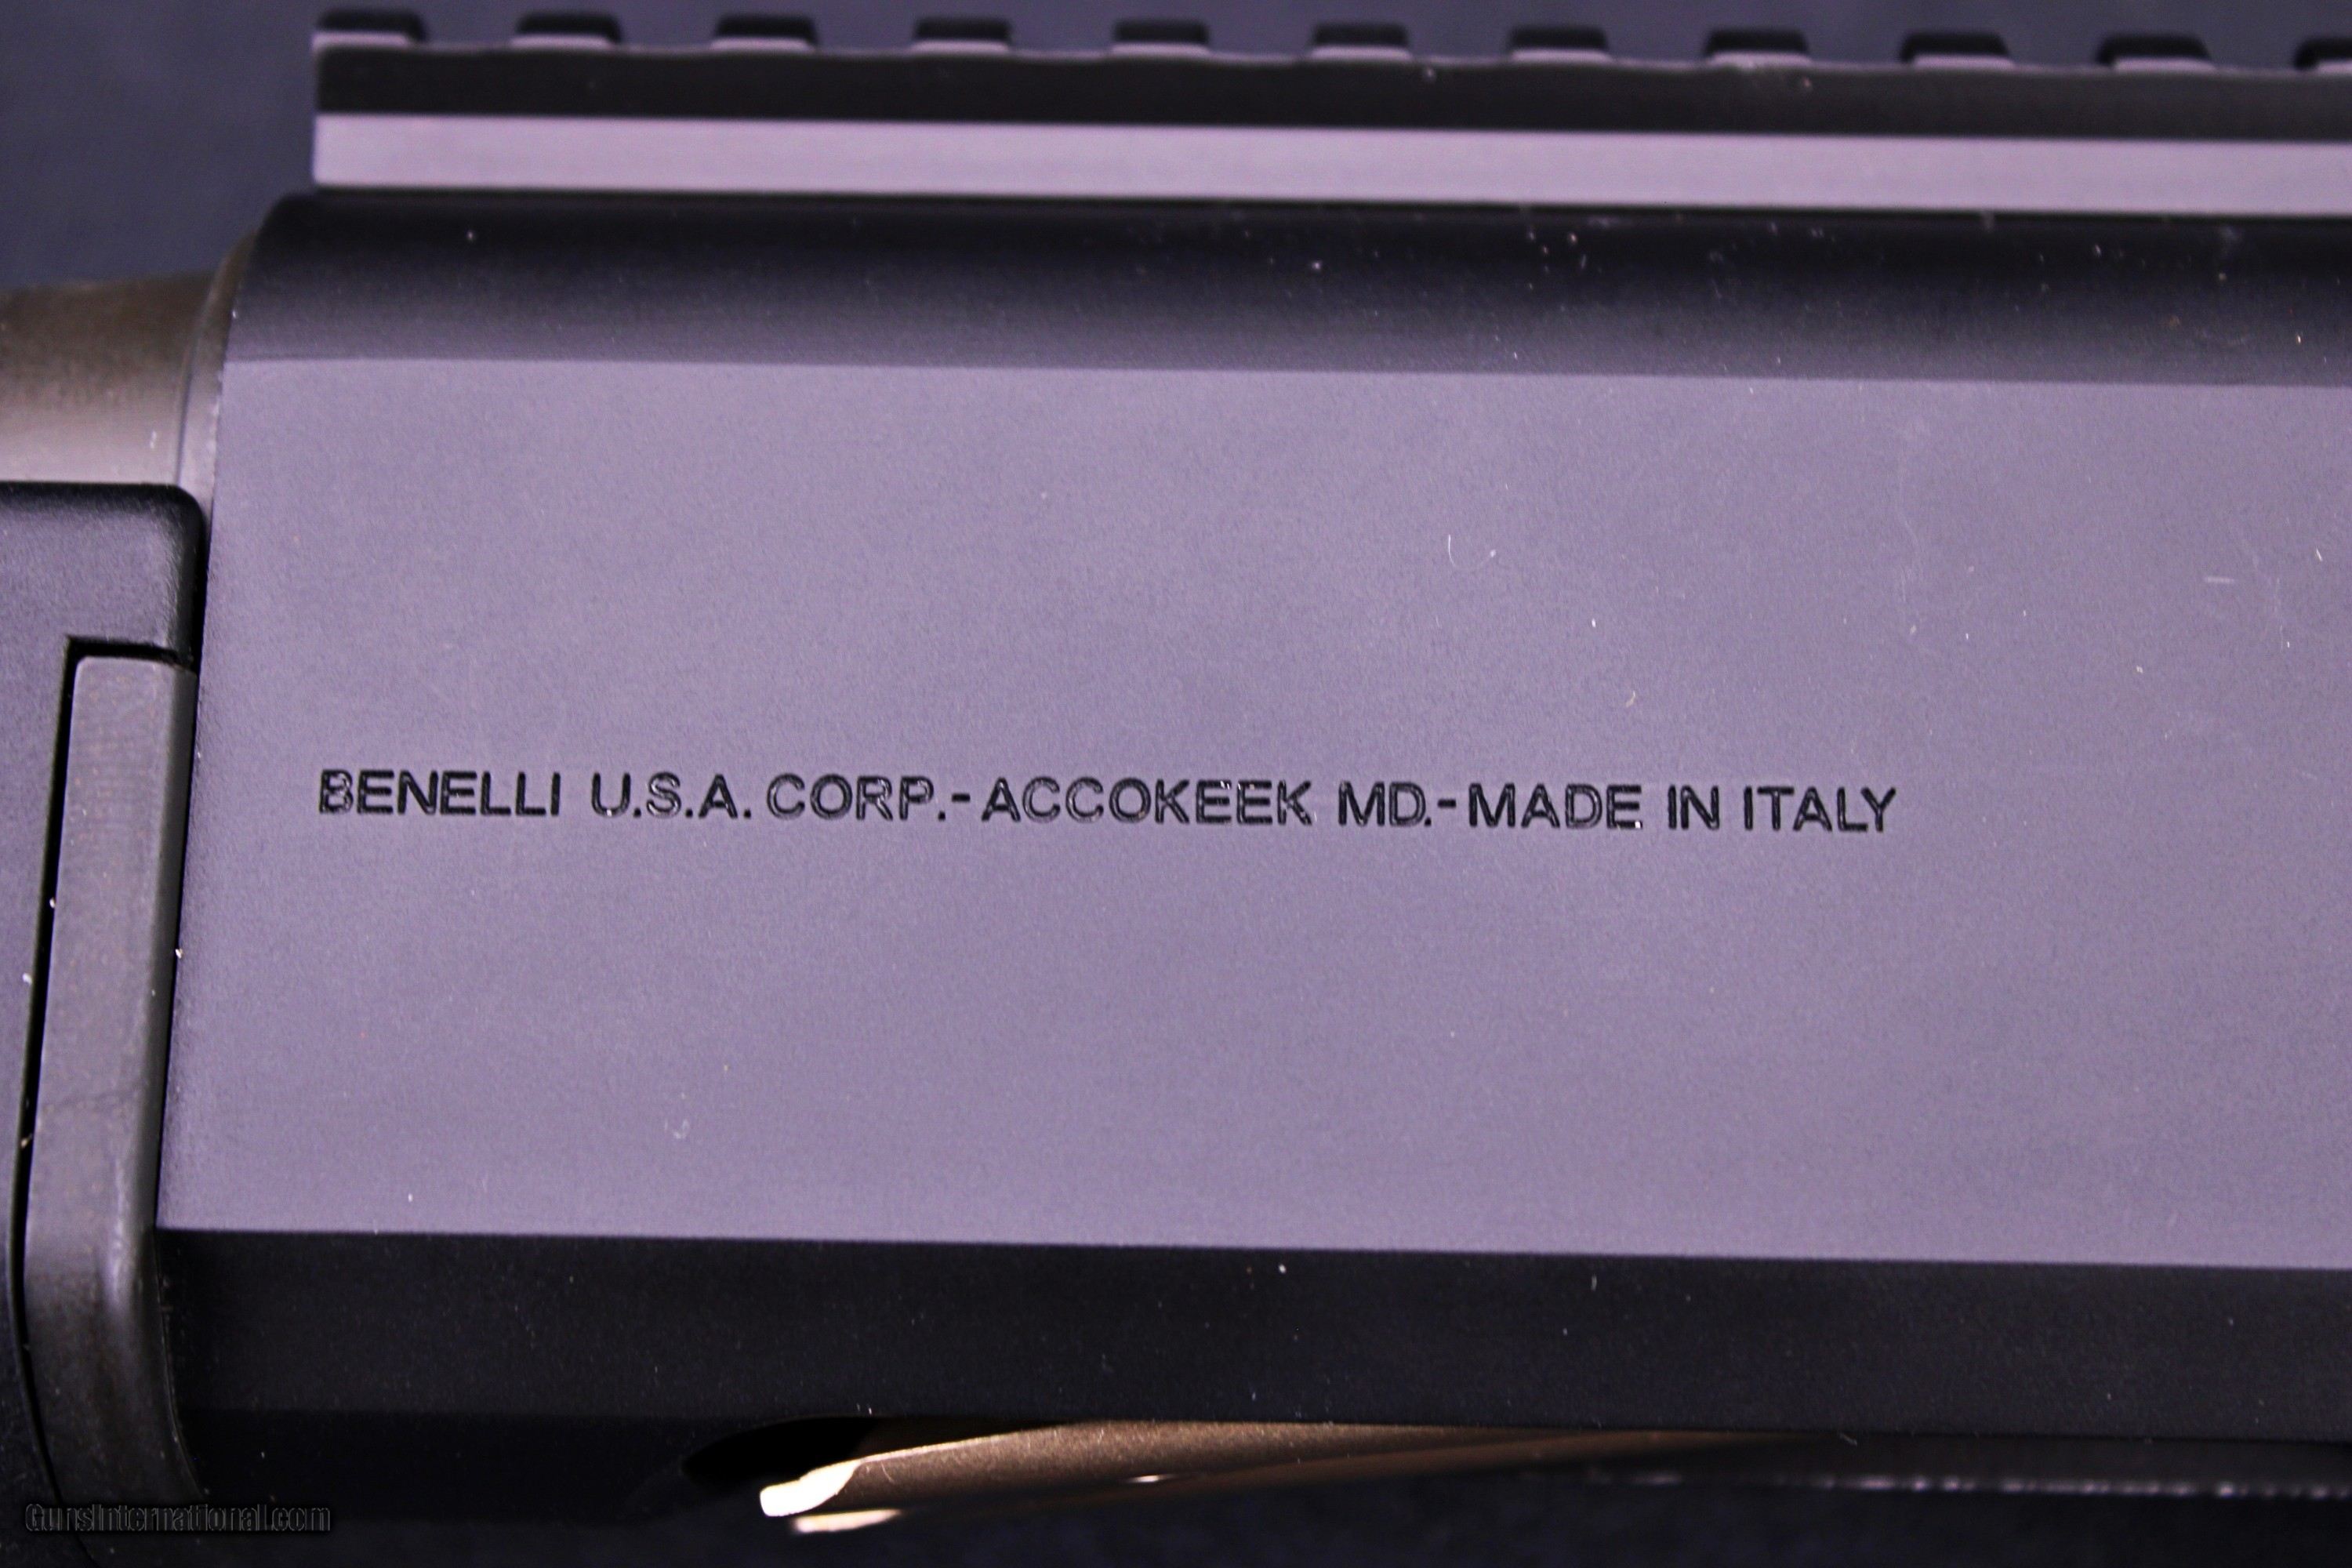 BENELLI U.S.A. CORP.-ACCOKEEK MD.-MADE IN ITALY
GunsInternational.com